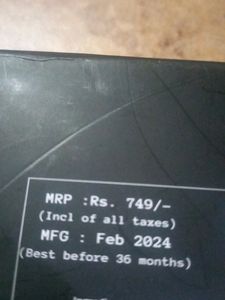 MRP :Rs. 749/-
(Incl of all taxes)
MFG : Feb 2024
(Best before 36 months)